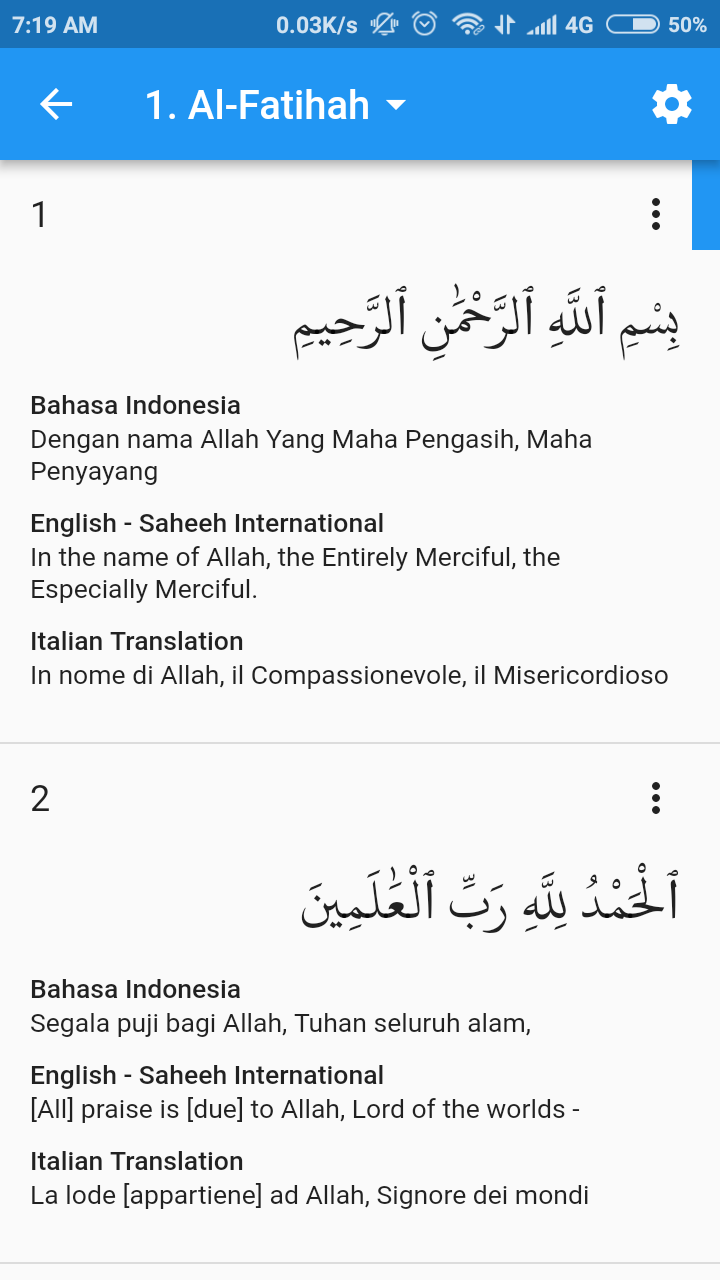 7:19 AM 0.03K/s 4G 50%
1. Al-Fatihah
1
بِسْمِ ٱللَّهِ ٱلرَّحْمَٰنِ ٱلرَّحِيمِ
Bahasa Indonesia
Dengan nama Allah Yang Maha Pengasih, Maha
Penyayang
English - Saheeh International
In the name of Allah, the Entirely Merciful, the
Especially Merciful.
Italian Translation
In nome di Allah, il Compassionevole, il Misericordioso
2
ٱلْحَمْدُ لِلَّهِ رَبِّ ٱلْعَٰلَمِينَ
Bahasa Indonesia
Segala puji bagi Allah, Tuhan seluruh alam,
English - Saheeh International
[All] praise is [due] to Allah, Lord of the worlds -
Italian Translation
La lode [appartiene] ad Allah, Signore dei mondi